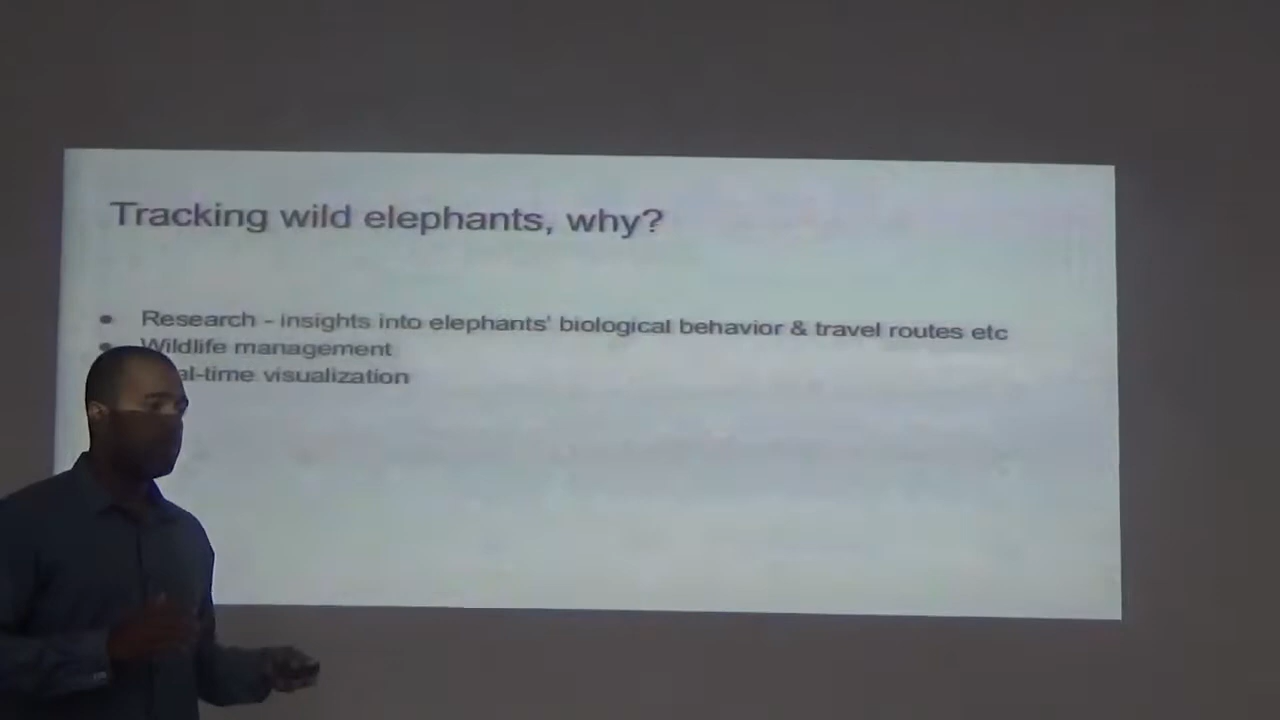 Tracking wild elephants, why?
● Research - insights into elephants' biological behavior & travel routes etc
● Wildlife management
al-time visualization